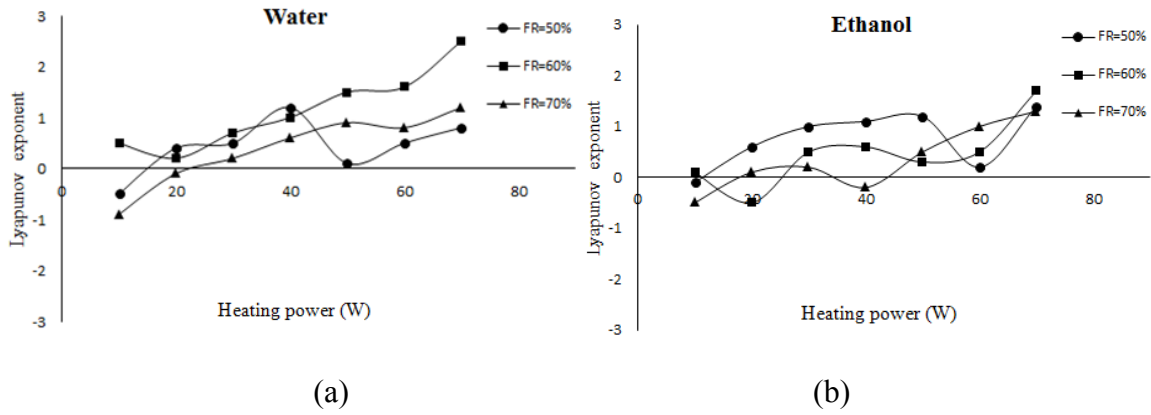 Water
3
2
1
0
-1
-2
-3
0
20
40
60
80
Lyapunov exponent
Heating power (W)
FR=50%
FR=60%
FR=70%
(a)
Ethanol
3
2
1
0
-1
-2
-3
0
20
40
60
80
Lyapunov exponent
Heating power (W)
FR=50%
FR=60%
FR=70%
(b)